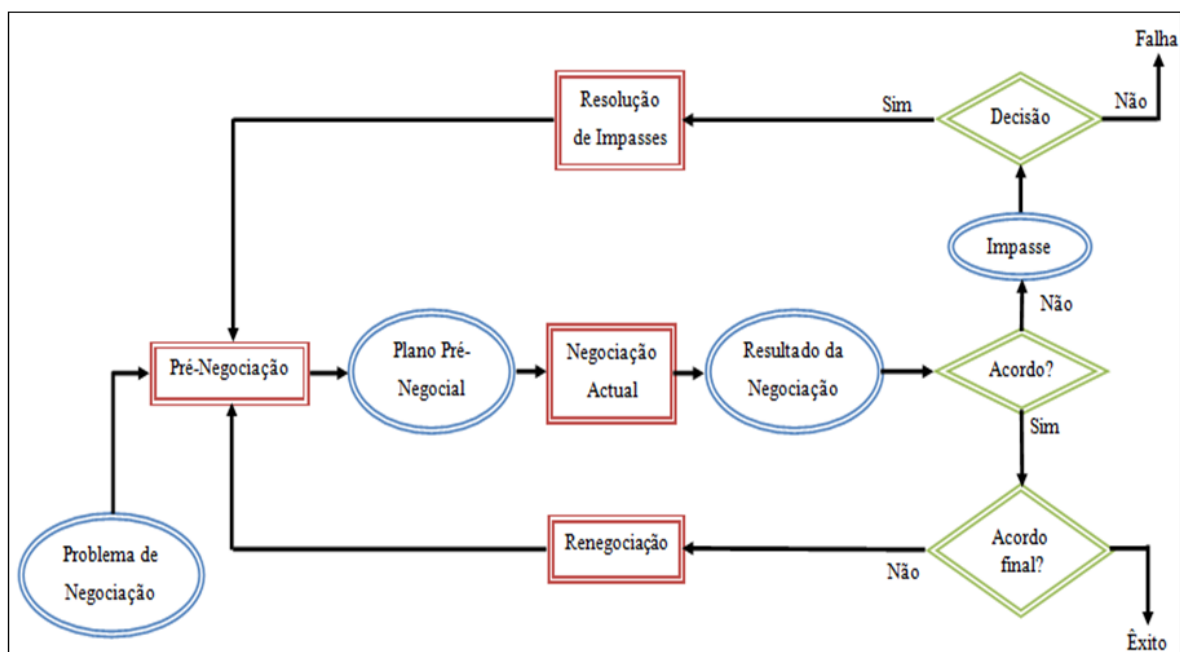 Falha
Resolução
de Impasses
Sim
Decisão
Não
Impasse
Não
Pré-Negociação
Plano Pré-
Negocial
Negociação
Actual
Resultado da
Negociação
Acordo?
Sim
Problema de
Negociação
Renegociação
Não
Acordo
final?
Êxito